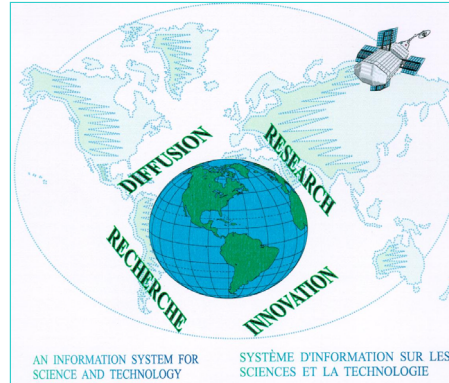 DIFFUSION
RESEARCH
RECHERCHE
INNOVATION
AN INFORMATION SYSTEM FOR
SCIENCE AND TECHNOLOGY
SYSTÈME D'INFORMATION SUR LES
SCIENCES ET LA TECHNOLOGIE